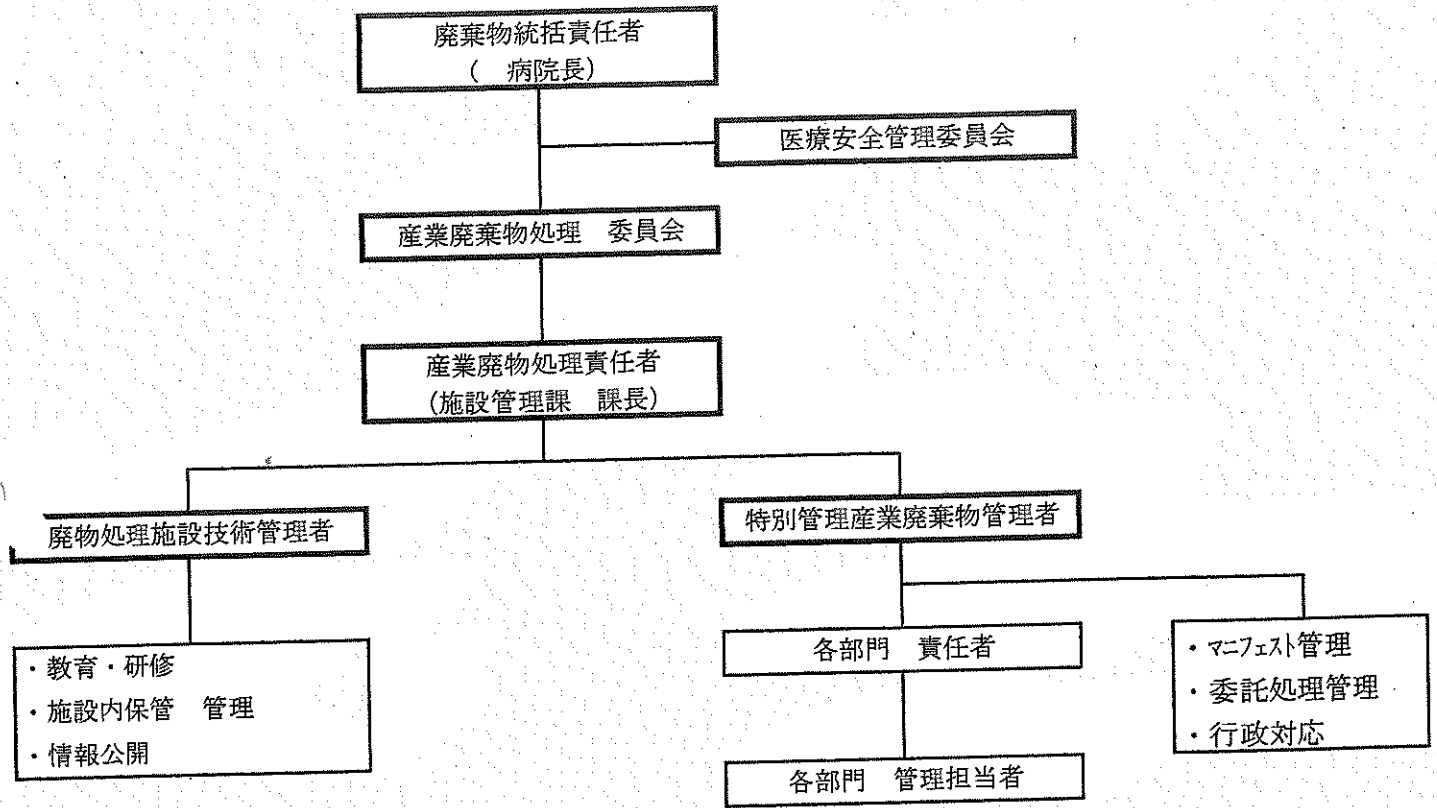 廃棄物統括責任者
(　病院長)
医療安全管理委員会
産業廃棄物処理　委員会
産業廃物処理責任者
(施設管理課　課長)
廃物処理施設技術管理者
特別管理産業廃棄物管理者
・教育・研修
・施設内保管　管理
・情報公開
各部門　責任者
各部門　管理担当者
・マニフェスト管理
・委託処理管理
・行政対応